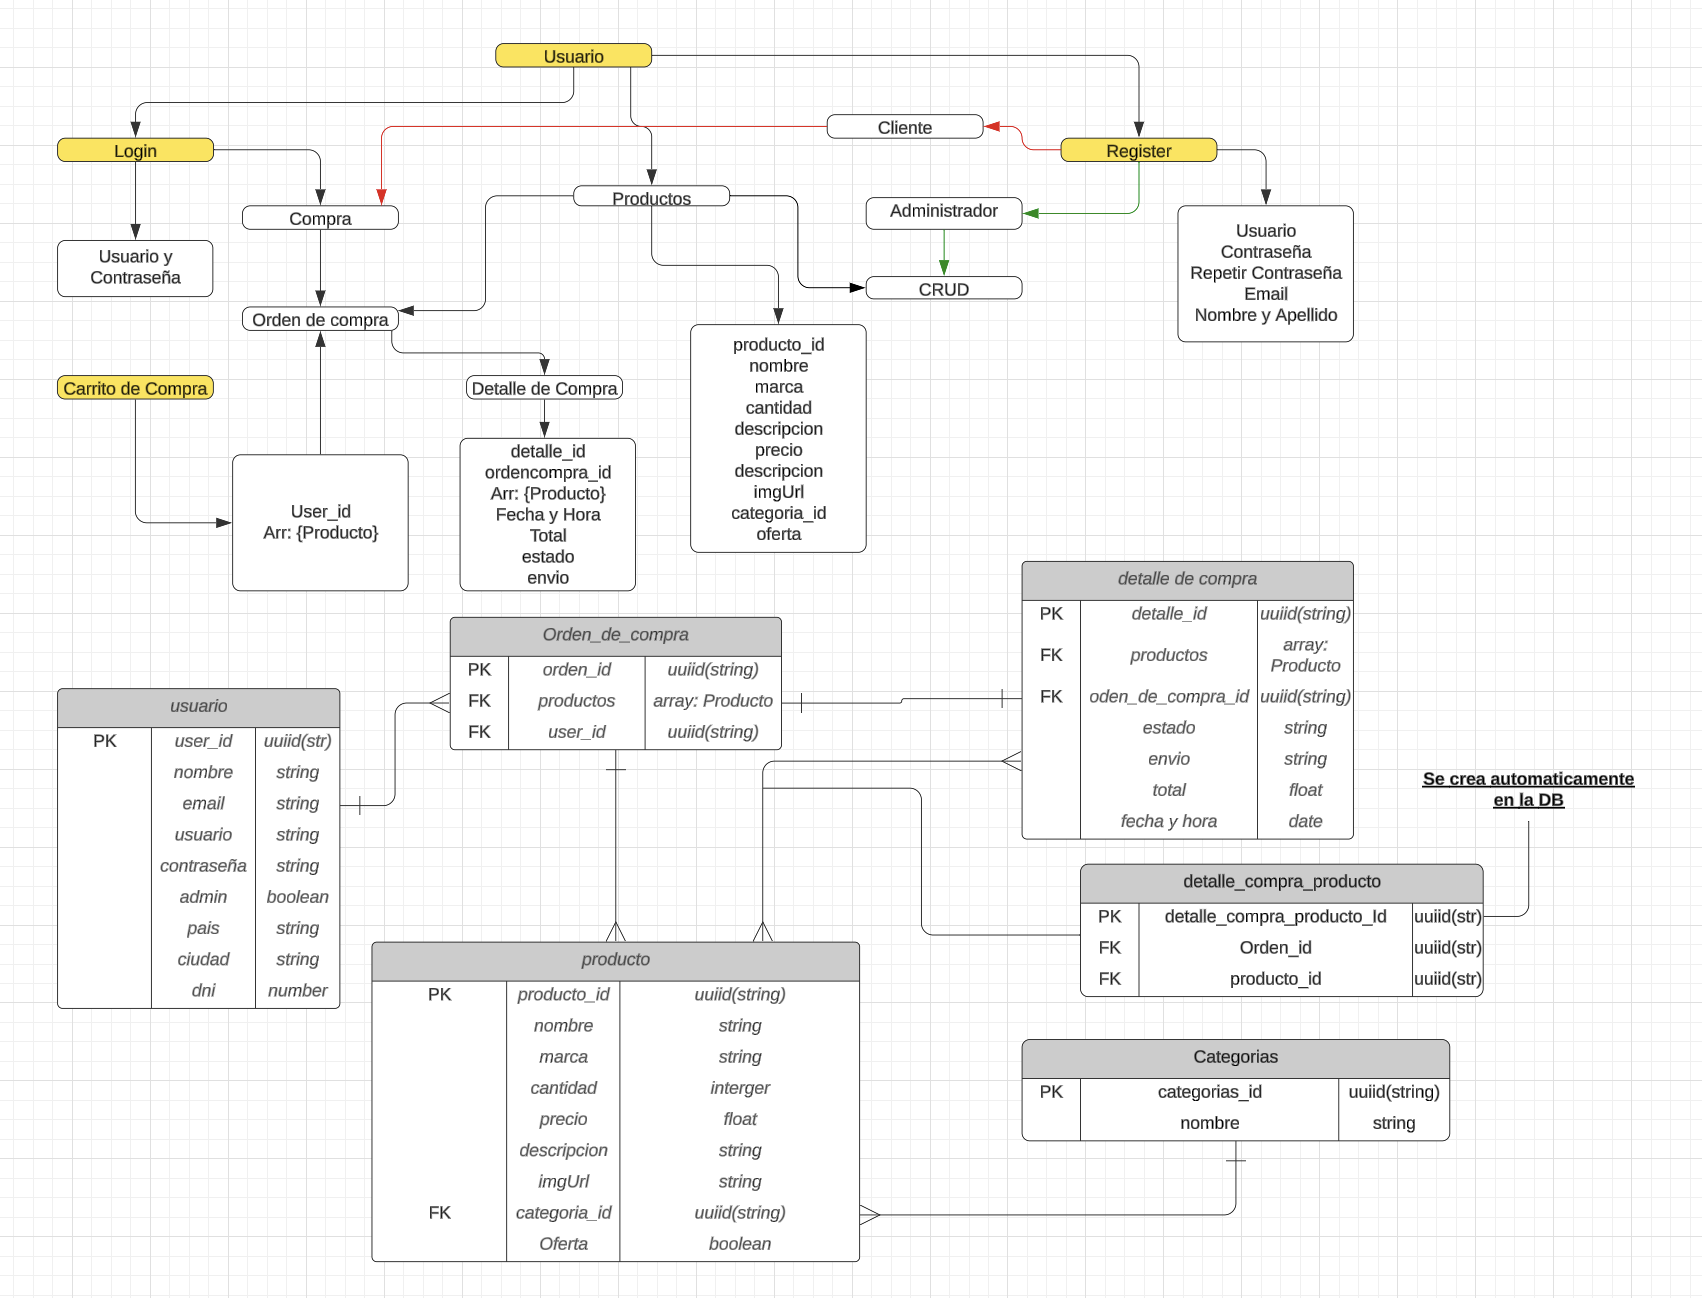 Usuario
Cliente
Login
Register
Productos
Compra
Administrador
Usuario
Contraseña
Repetir Contraseña
Email
Nombre y Apellido
Usuario y
Contraseña
CRUD
Orden de compra
producto_id
nombre
marca
cantidad
descripcion
precio
descripcion
imgUrl
categoria_id
oferta
Carrito de Compra
Detalle de Compra
detalle_id
ordencompra_id
Arr: {Producto}
Fecha y Hora
Total
estado
envio
User_id
Arr: {Producto}
detalle de compra
PK detalle_id uuiid(string)
FK productos array:
Producto
FK oden_de_compra_id uuiid(string)
estado string
envio string
total float
fecha y hora date
Orden_de_compra
PK orden_id uuiid(string)
FK productos array: Producto
FK user_id uuiid(string)
usuario
PK user_id uuiid(str)
nombre string
email string
usuario string
contraseña string
admin boolean
pais string
ciudad string
dni number
Se crea automaticamente
en la DB
detalle_compra_producto
PK detalle_compra_producto_Id uuiid(str)
FK Orden_id uuiid(str)
FK producto_id uuiid(str)
producto
PK producto_id uuiid(string)
nombre string
marca string
cantidad interger
precio float
descripcion string
imgUrl string
FK categoria_id uuiid(string)
Oferta boolean
Categorias
PK categorias_id uuiid(string)
nombre string